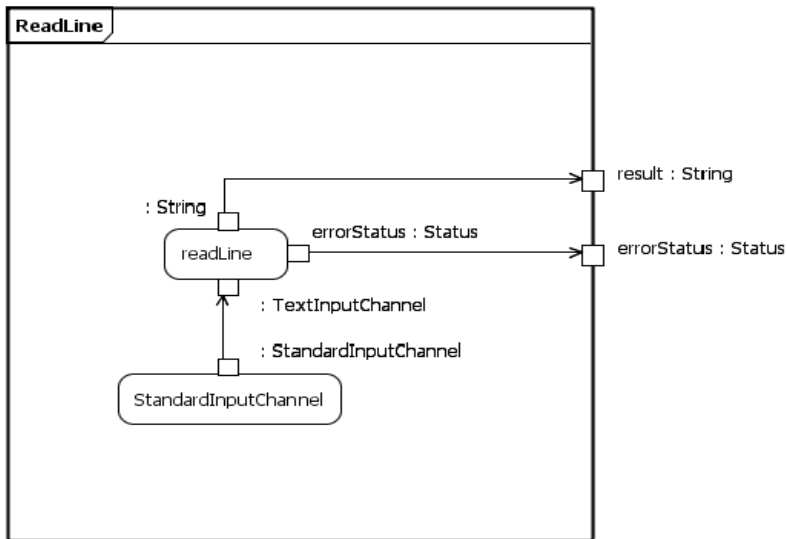 ReadLine
result : String
: String
errorStatus : Status
errorStatus : Status
readLine
: TextInputChannel
: StandardInputChannel
StandardInputChannel